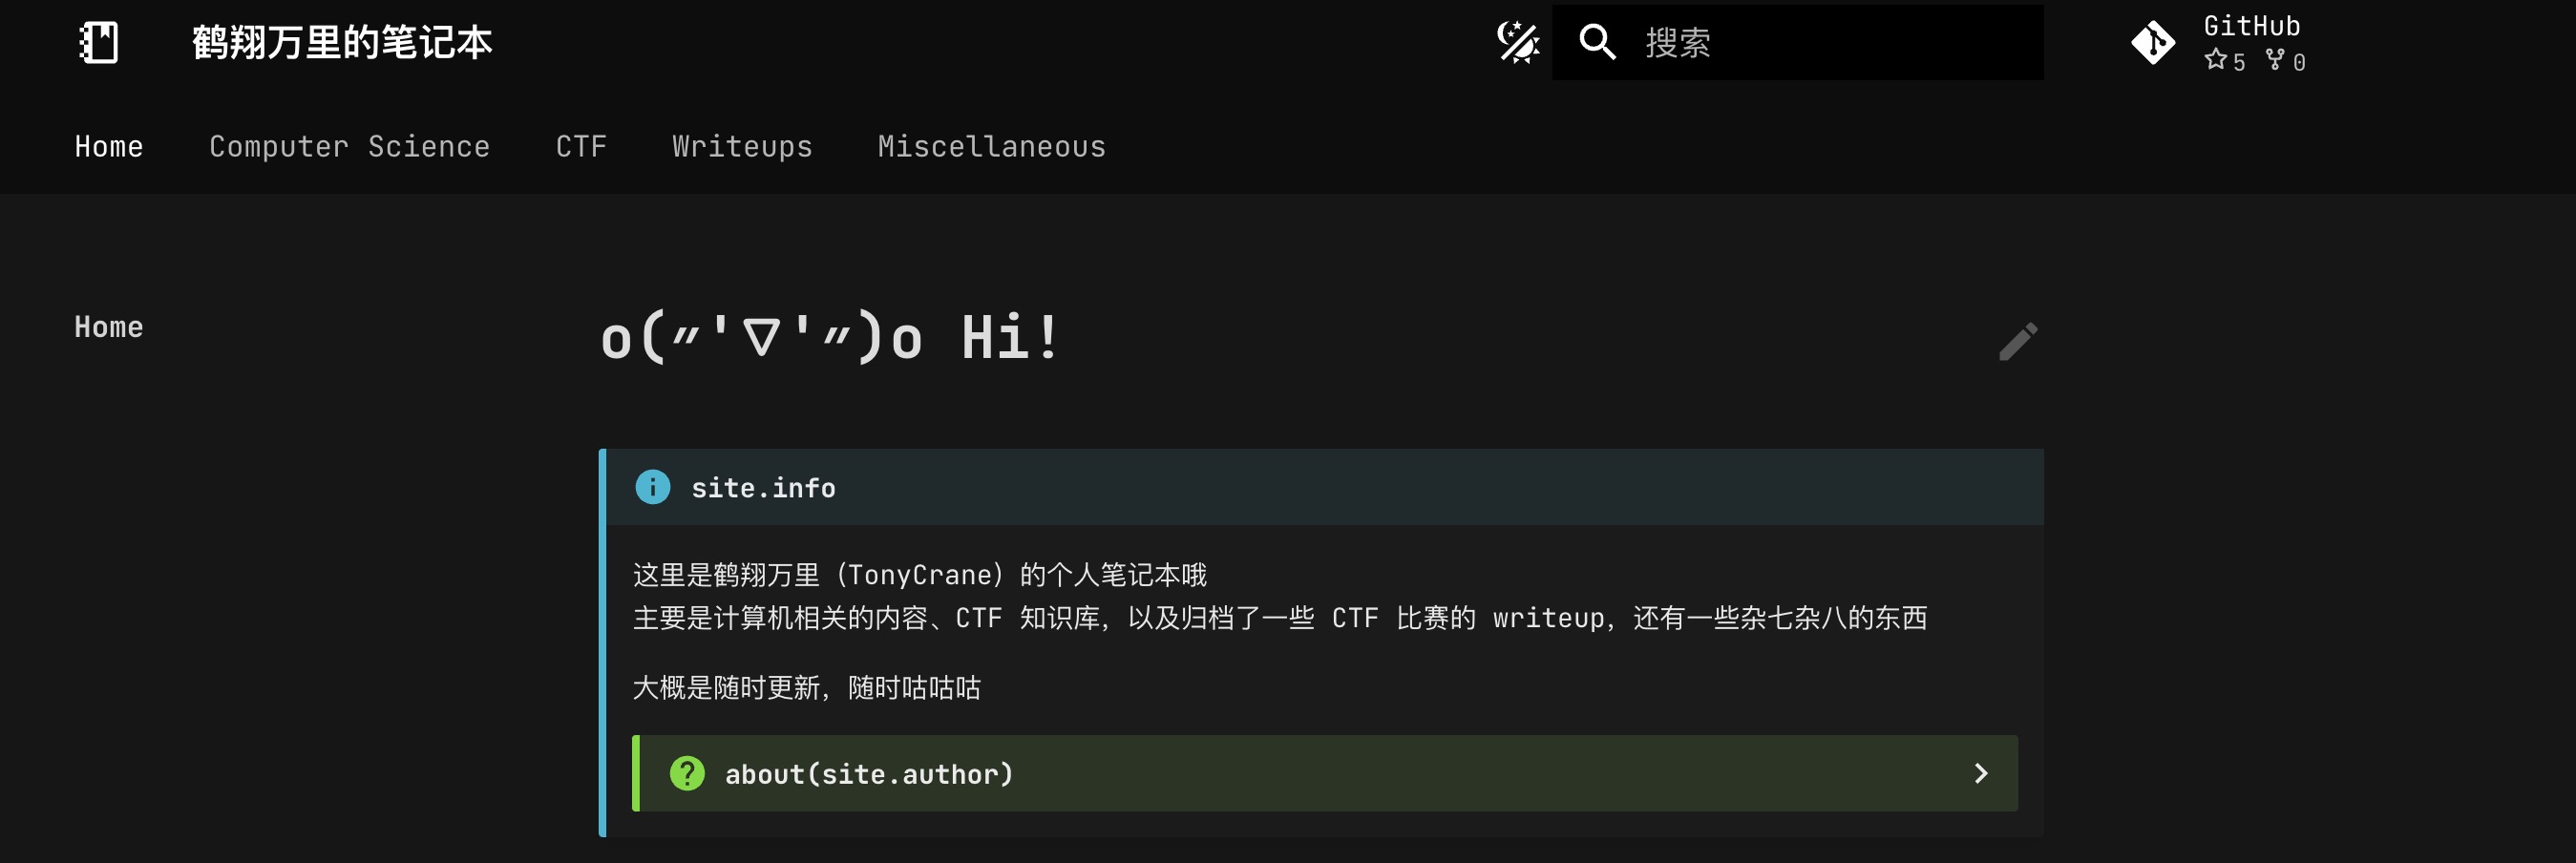 鹤翔万里的笔记本
搜索
GitHub
5 0
Home Computer Science CTF Writeups Miscellaneous
Home
o(〃'▽'〃)o Hi!
site.info
这里是鹤翔万里（TonyCrane）的个人笔记本哦
主要是计算机相关的内容、CTF 知识库，以及归档了一些 CTF 比赛的 writeup，还有一些杂七杂八的东西
大概是随时更新，随时咕咕咕
about(site.author)